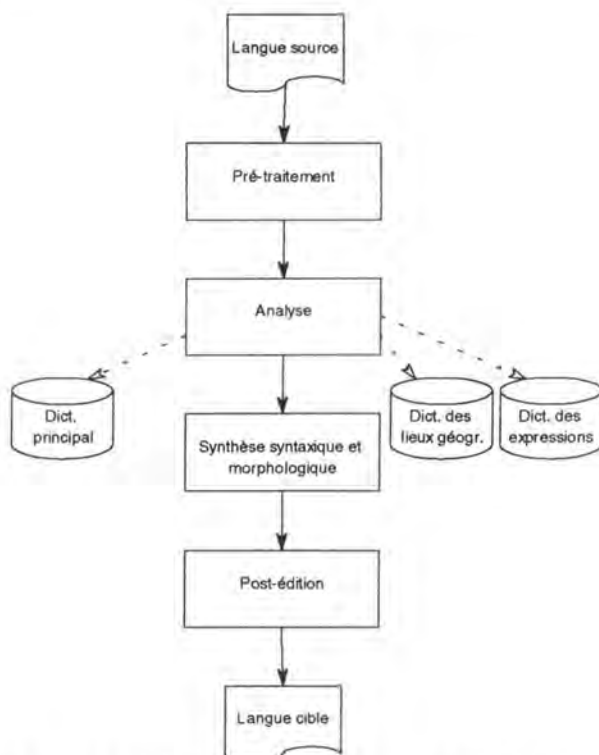 Langue source
Pré-traitement
Analyse
Dict.
principal
Dict. des
lieux géogr.
Dict. des
expressions
Synthèse syntaxique et
morphologique
Post-édition
Langue cible